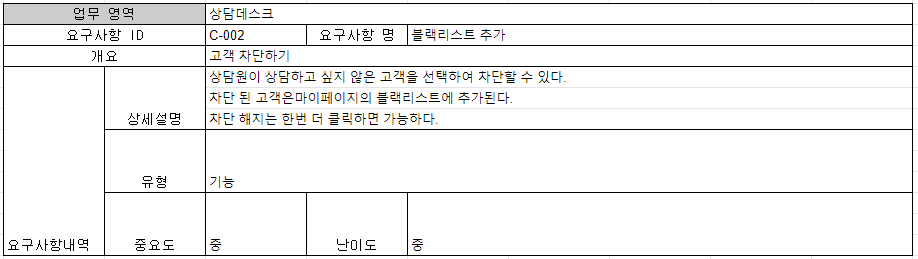 업무 영역 상담데스크
요구사항 ID C-002 요구사항 명 블랙리스트 추가
개요 고객 차단하기
상담원이 상담하고 싶지 않은 고객을 선택하여 차단할 수 있다.
차단 된 고객은마이페이지의 블랙리스트에 추가된다.
상세설명 차단 해지는 한번 더 클릭하면 가능하다.
유형 기능
요구사항내역 중요도 중 난이도 중